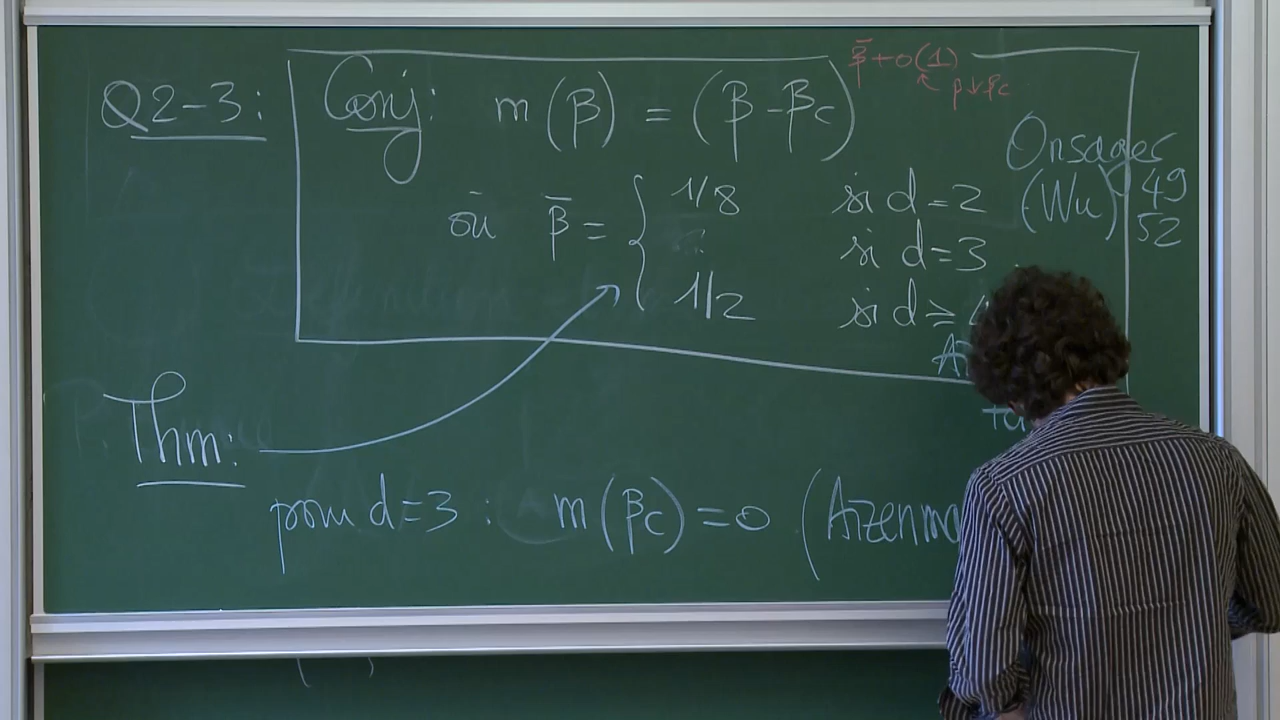 Q2-3: Conj: m(β) = (β - βc)^{β̄ + o(1)}
β↓βc
Onsager 49
où β̄ = { 1/8 si d=2 (Wu) 52
? si d=3
1/2 si d ≥
Thm:
pour d=3 : m(βc) = 0 (Aizenma